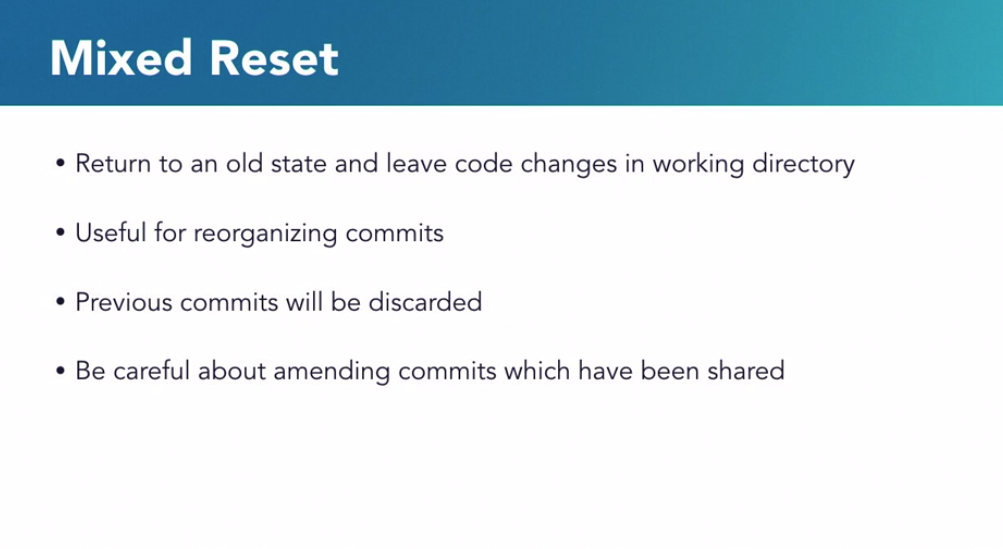 Mixed Reset
• Return to an old state and leave code changes in working directory
• Useful for reorganizing commits
• Previous commits will be discarded
• Be careful about amending commits which have been shared